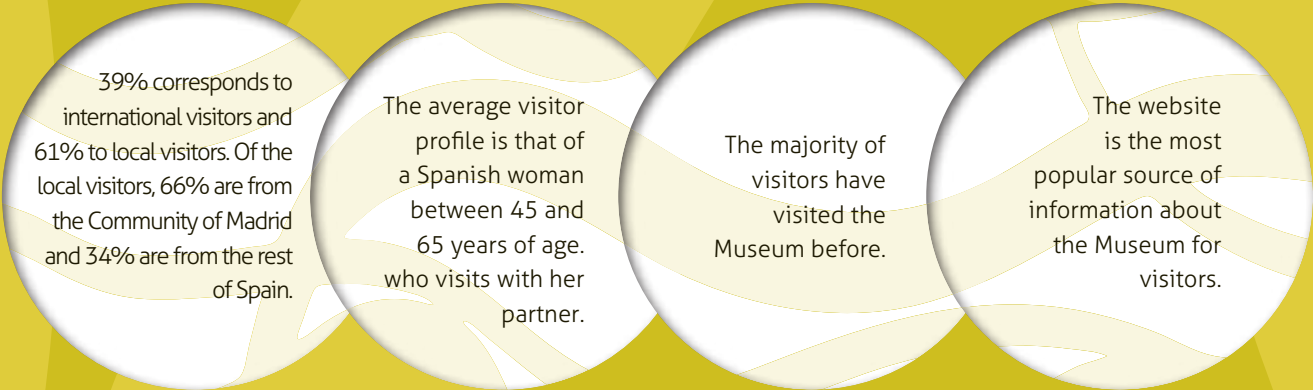 39% corresponds to
international visitors and
61% to local visitors. Of the
local visitors, 66% are from
the Community of Madrid
and 34% are from the rest
of Spain.
The average visitor
profile is that of
a Spanish woman
between 45 and
65 years of age.
who visits with her
partner.
The majority of
visitors have
visited the
Museum before.
The website
is the most
popular source of
information about
the Museum for
visitors.